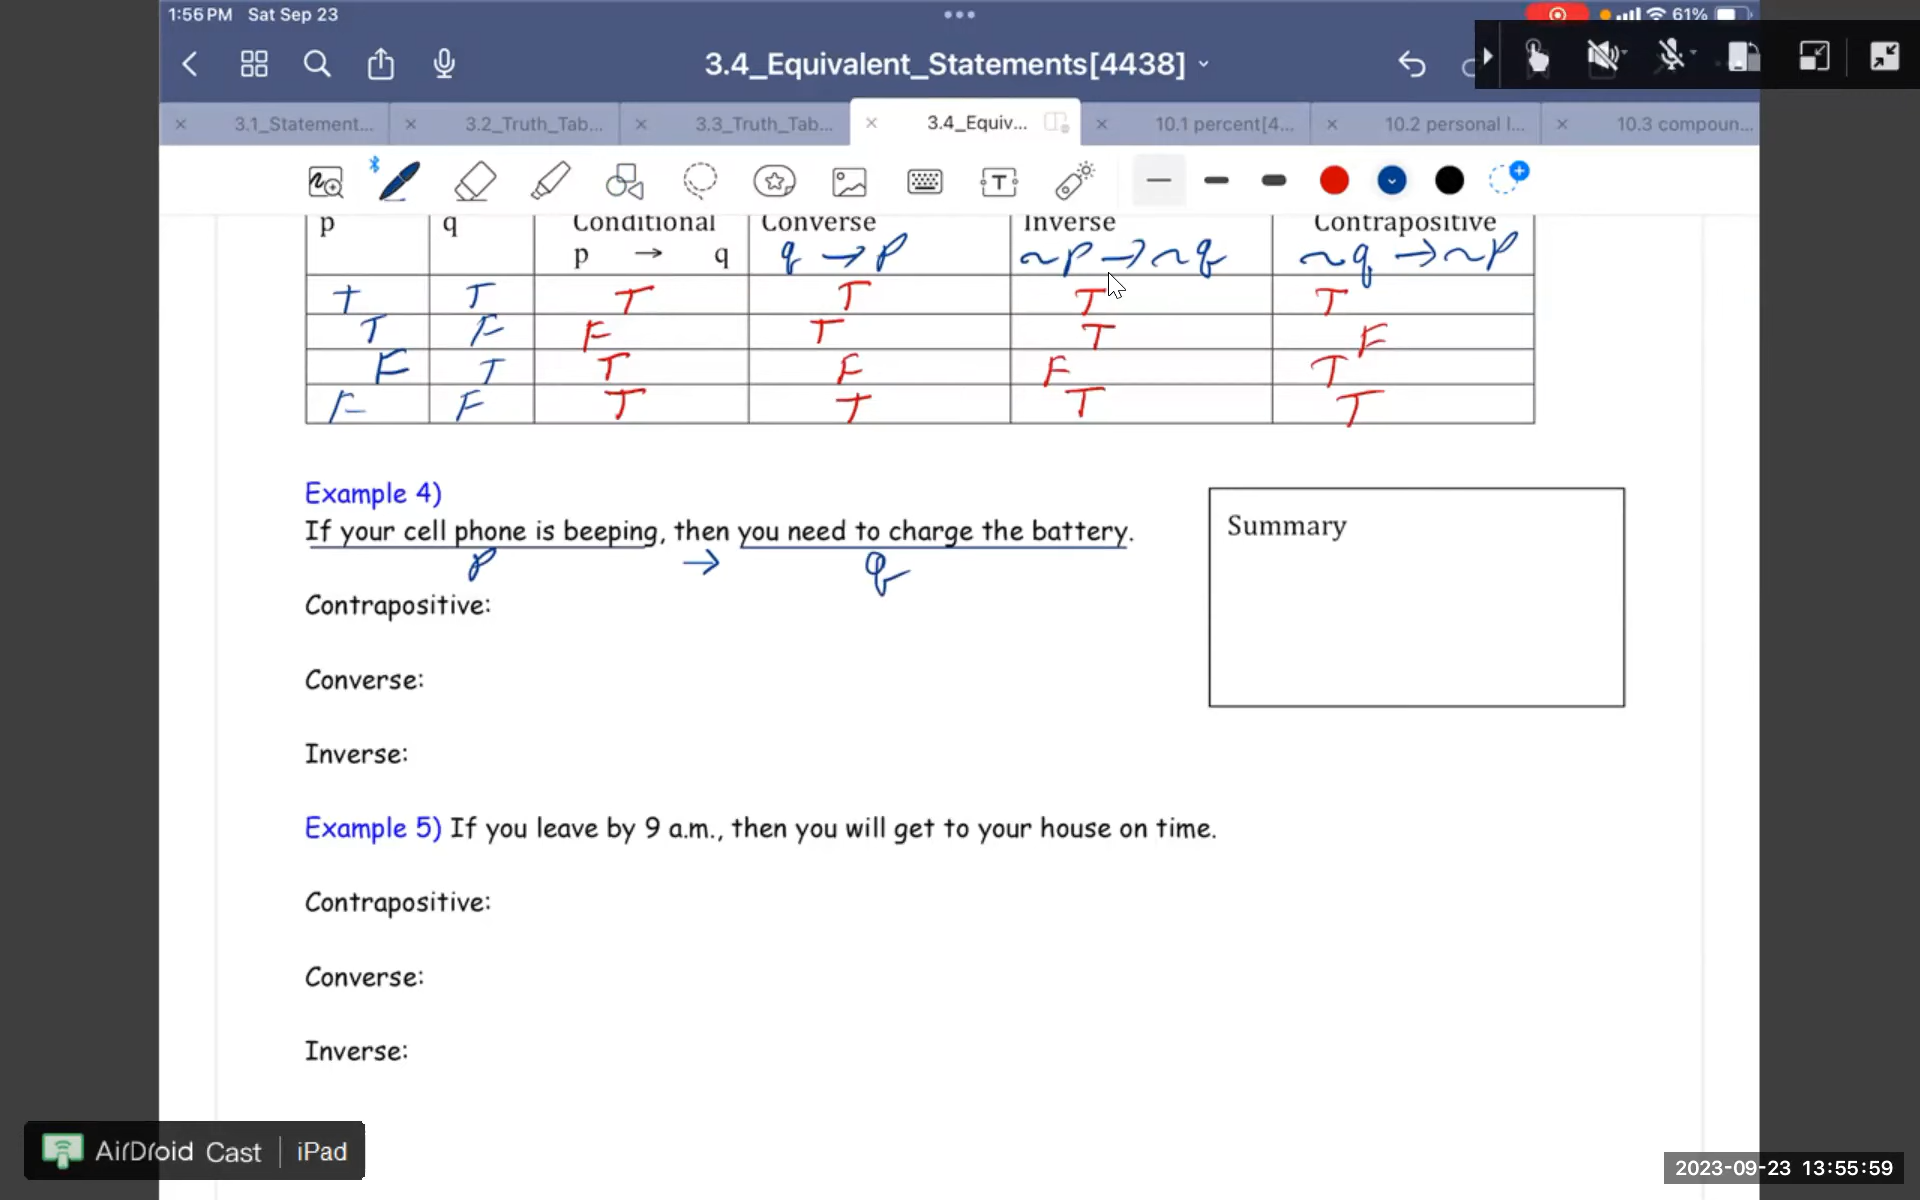 1:56 PM Sat Sep 23
61%
3.4_Equivalent_Statements[4438]
3.1_Statement...
3.2_Truth_Tab...
3.3_Truth_Tab...
3.4_Equiv...
10.1 percent[4...
10.2 personal l...
10.3 compoun...
p q Conditional Converse Inverse Contrapositive
p → q q → p ~p → ~q ~q → ~p
T T T T T T
T F F T T F
F T T F F T
F F T T T T
Example 4)
If your cell phone is beeping, then you need to charge the battery.
p → q
Summary
Contrapositive:
Converse:
Inverse:
Example 5) If you leave by 9 a.m., then you will get to your house on time.
Contrapositive:
Converse:
Inverse:
AirDroid Cast | iPad
2023-09-23 13:55:59